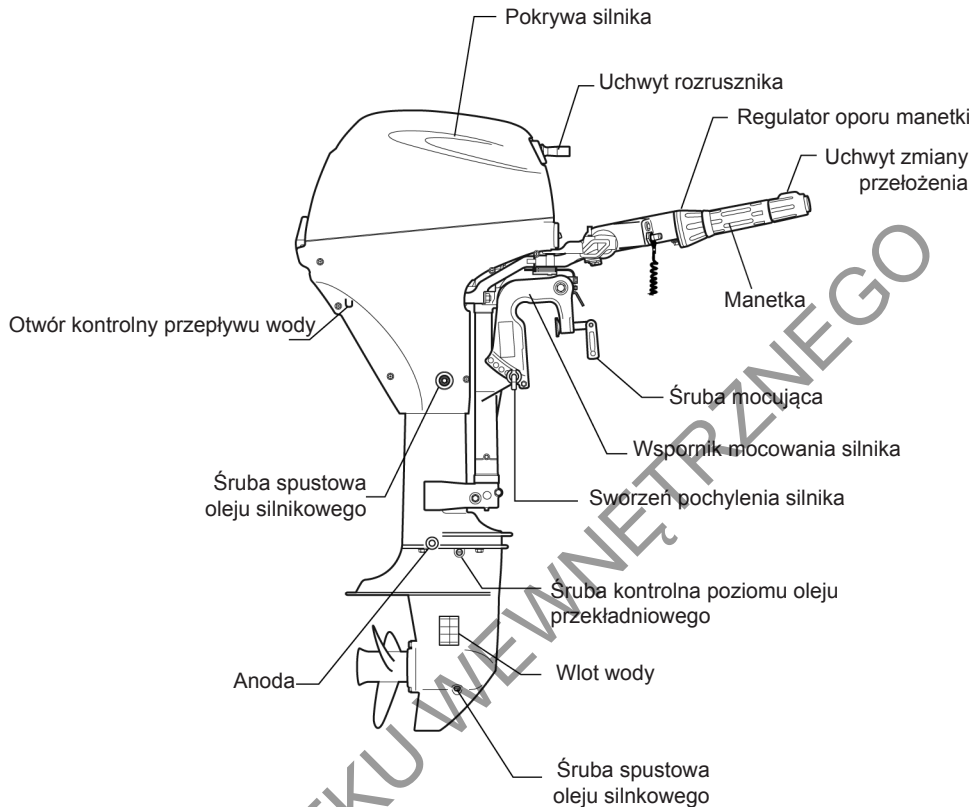 Pokrywa silnika
Uchwyt rozrusznika
Regulator oporu manetki
Uchwyt zmiany
przełożenia
Manetka
Otwór kontrolny przepływu wody
Śruba mocująca
Wspornik mocowania silnika
Śruba spustowa
oleju silnikowego
Sworzeń pochylenia silnika
Śruba kontrolna poziomu oleju
przekładniowego
Anoda
Wlot wody
Śruba spustowa
oleju silnkowego
TKU WEWNĘTRZNEGO